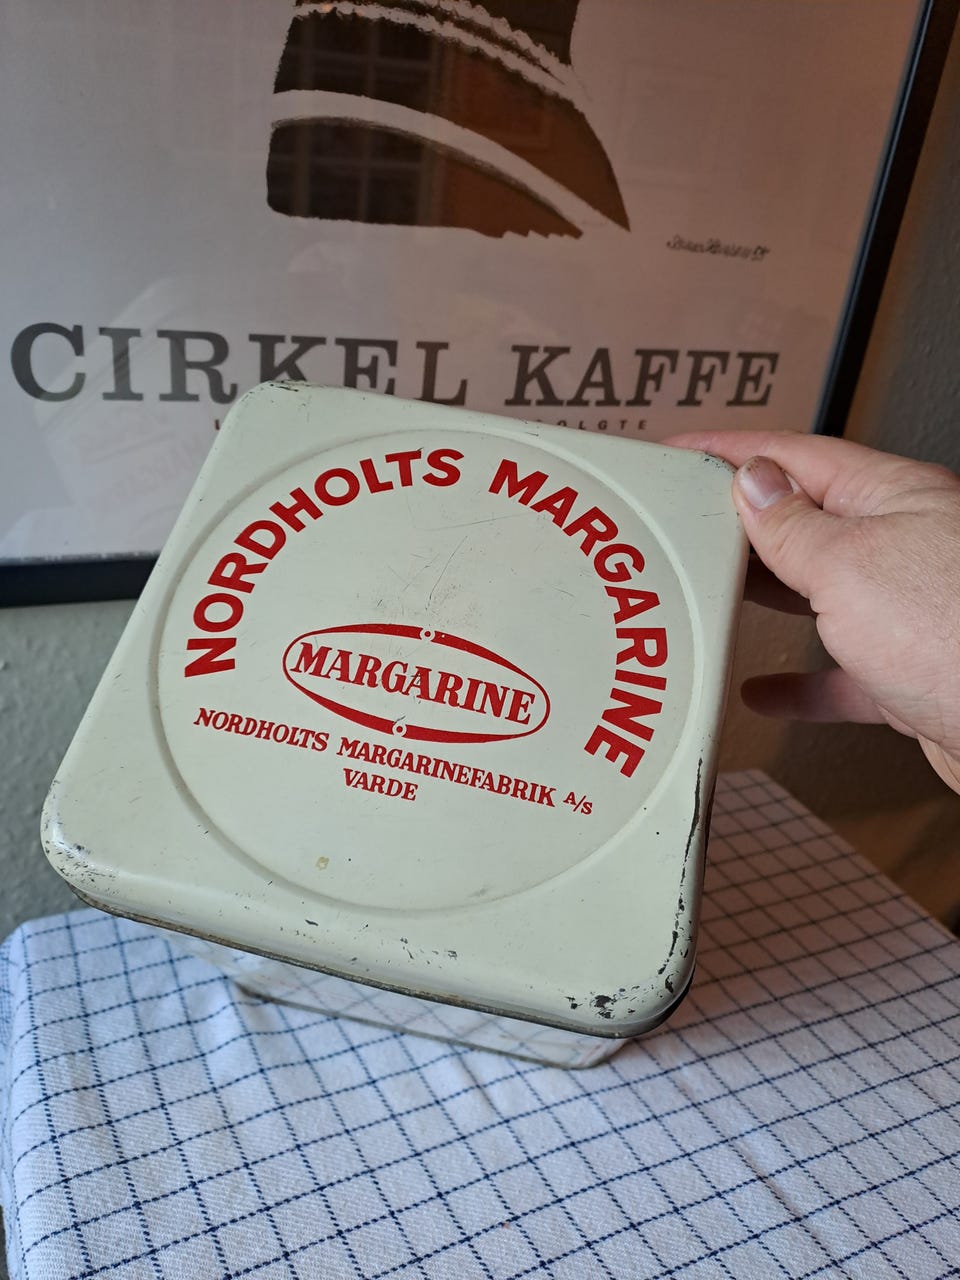 CIRKEL KAFFE
NORDHOLTS MARGARINE
MARGARINE
NORDHOLTS MARGARINEFABRIK A/S
VARDE